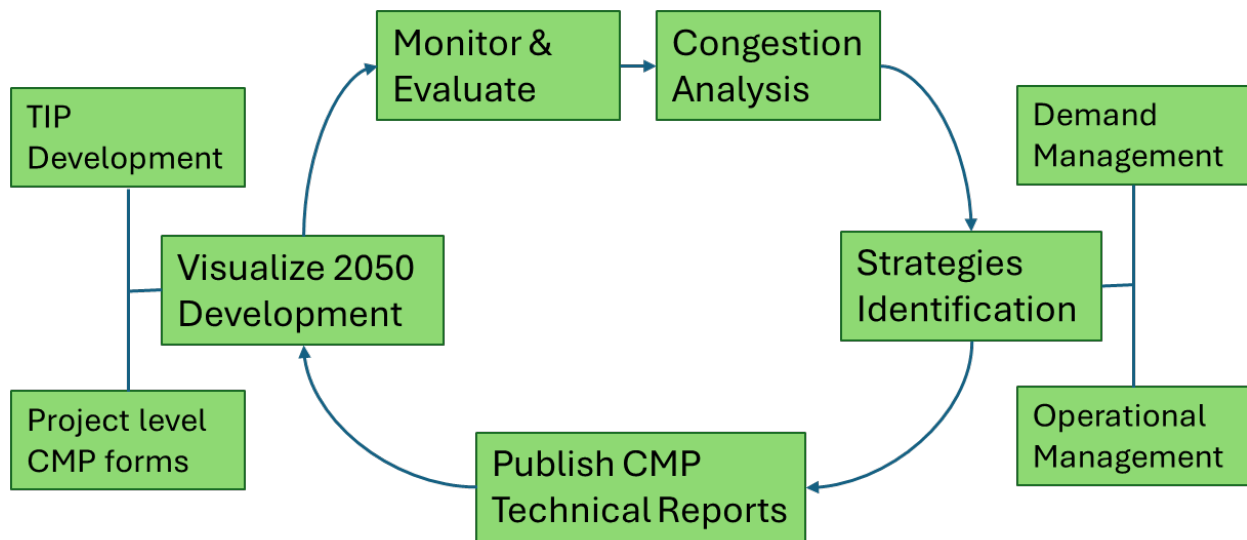 Monitor &
Evaluate
Congestion
Analysis
TIP
Development
Demand
Management
Visualize 2050
Development
Strategies
Identification
Project level
CMP forms
Operational
Management
Publish CMP
Technical Reports